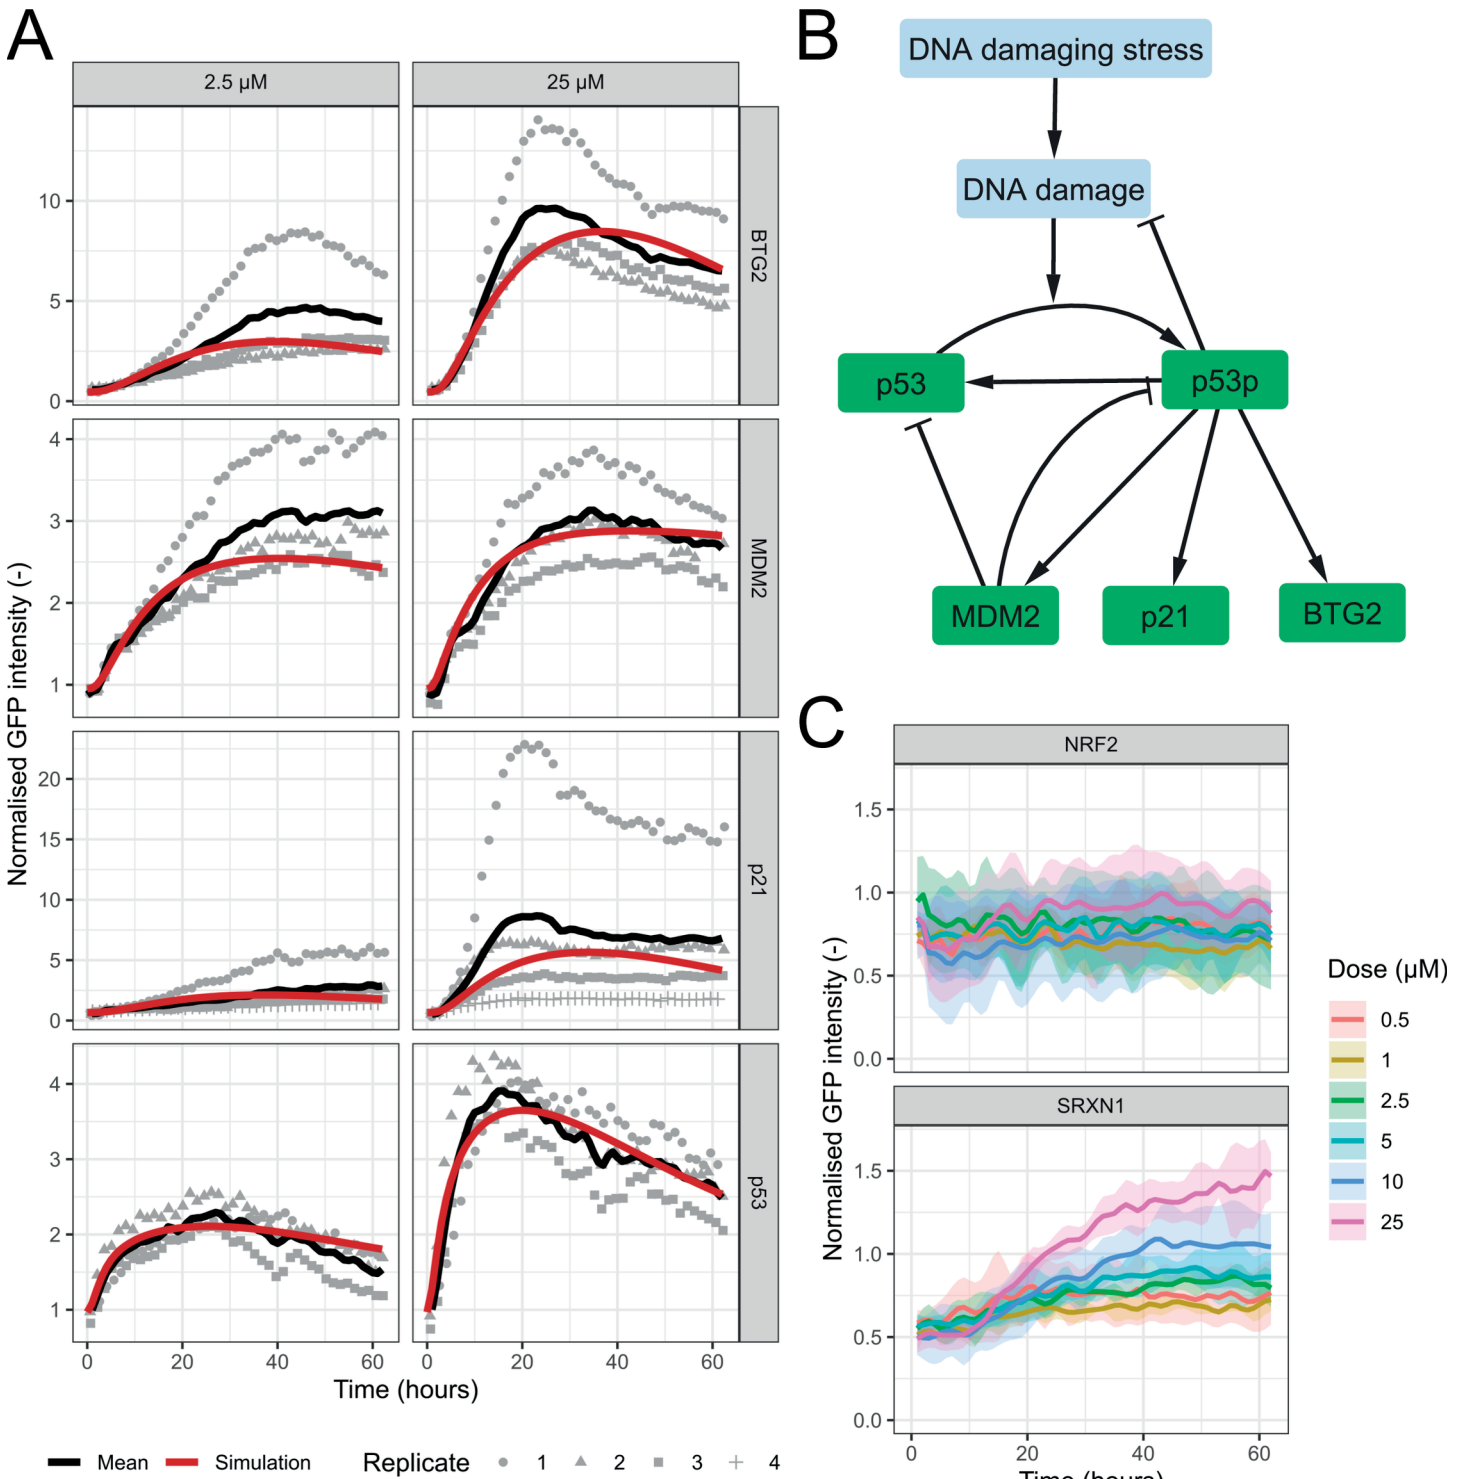 A
2.5 µM
25 µM
Normalised GFP intensity (-)
10
5
0
BTG2
4
3
2
1
MDM2
20
15
10
5
0
p21
4
3
2
1
p53
0 20 40 60
0 20 40 60
Time (hours)
Mean Simulation Replicate 1 2 3 4
B
DNA damaging stress
DNA damage
p53 p53p
MDM2 p21 BTG2
C
NRF2
Normalised GFP intensity (-)
1.5
1.0
0.5
0.0
SRXN1
1.5
1.0
0.5
0.0
0 20 40 60
Time (hours)
Dose (µM)
0.5
1
2.5
5
10
25